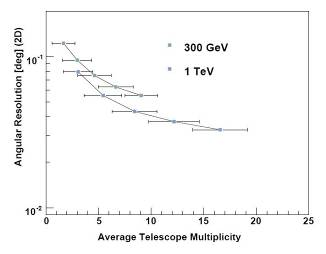 Angular Resolution [deg] (2D)
10^-1
10^-2
300 GeV
1 TeV
0 5 10 15 20 25
Average Telescope Multiplicity